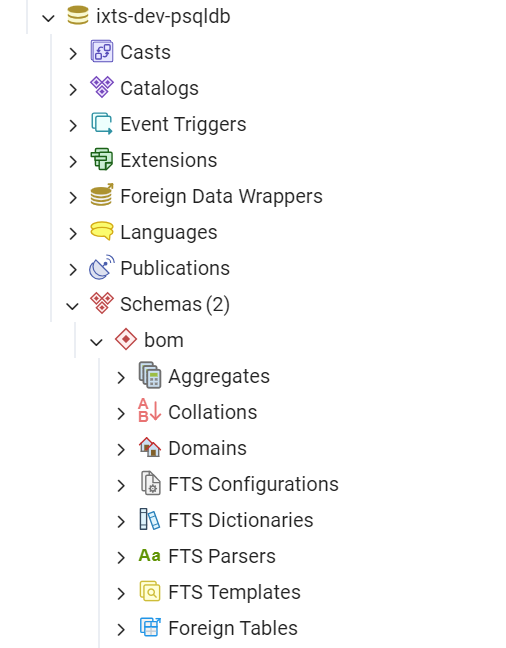 ixts-dev-psqldb
Casts
Catalogs
Event Triggers
Extensions
Foreign Data Wrappers
Languages
Publications
Schemas (2)
bom
Aggregates
Collations
Domains
FTS Configurations
FTS Dictionaries
Aa FTS Parsers
FTS Templates
Foreign Tables